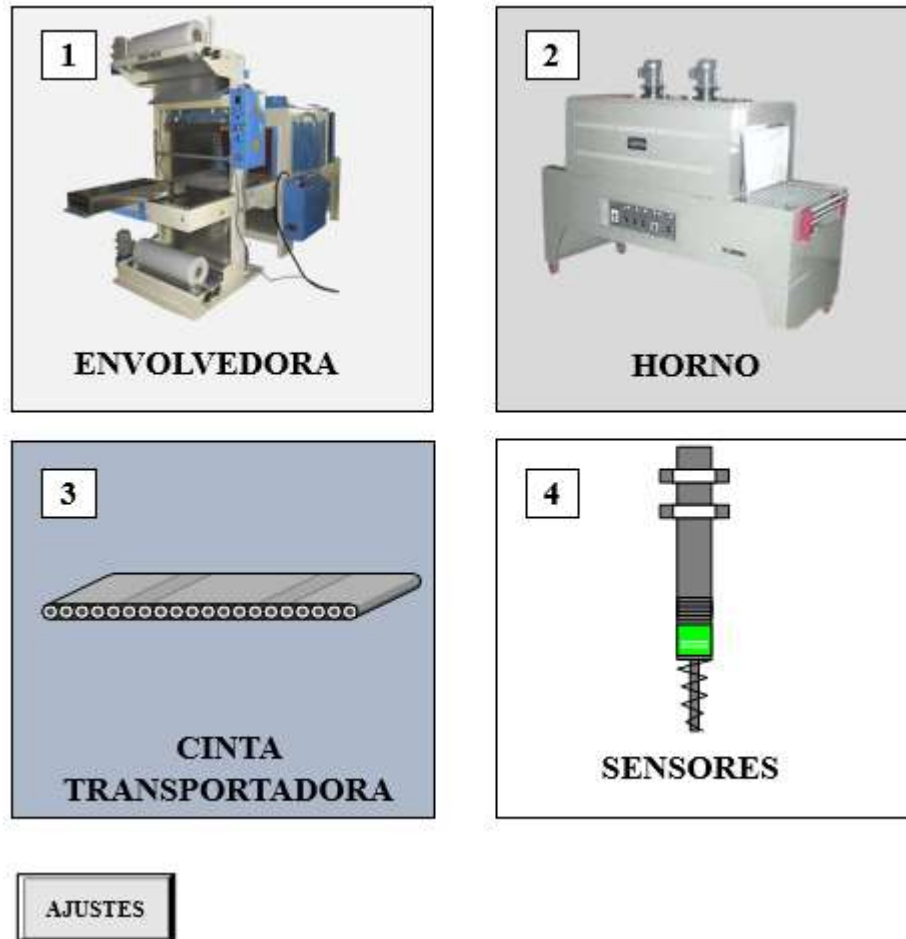 1
ENVOLVEDORA
2
HORNO
3
CINTA
TRANSPORTADORA
4
SENSORES
AJUSTES